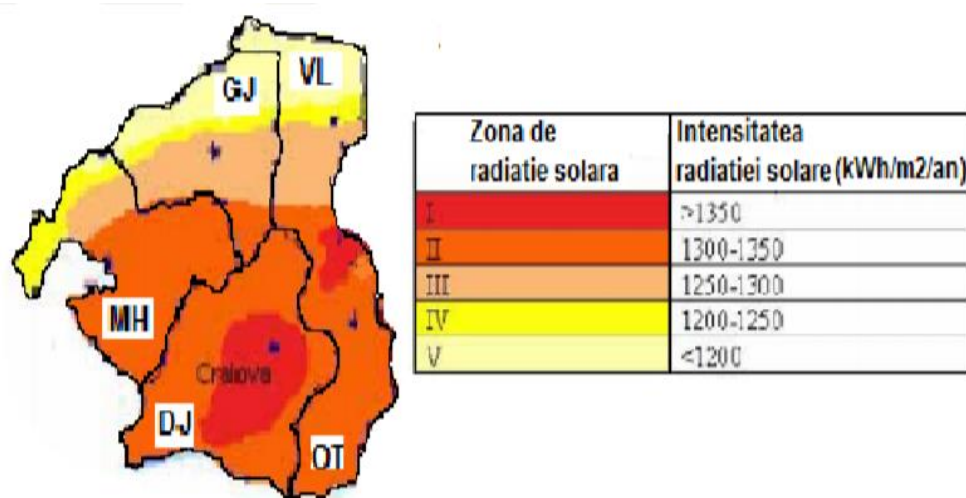 GJ
VL
MH
Craiova
DJ
OT
Zona de
radiatie solara
Intensitatea
radiatiei solare (kWh/m2/an)
I
>1350
II
1300-1350
III
1250-1300
IV
1200-1250
V
<1200